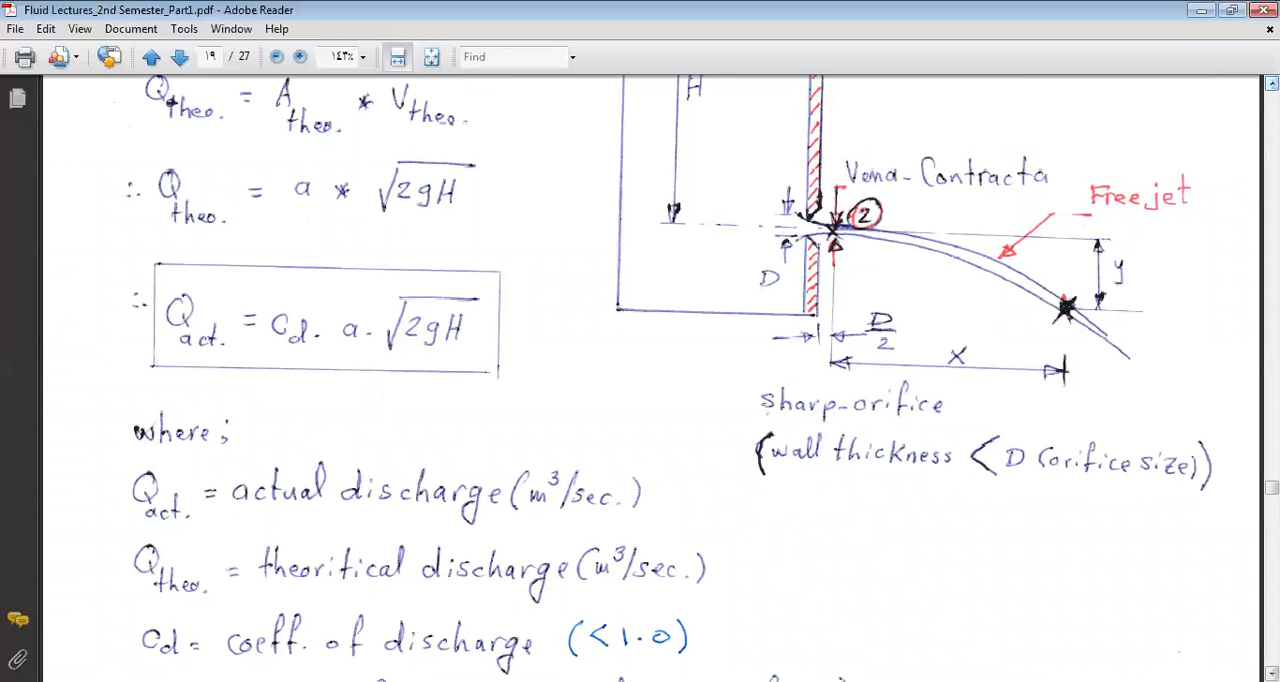 Fluid Lectures_2nd Semester_Part1.pdf - Adobe Reader
File Edit View Document Tools Window Help
١٩ / 27 ١٤٣% Find
Q theo. = A theo. * V theo.
∴ Q theo. = a * √2gH
∴ Q act. = Cd. a. √2gH
where;
Q act. = actual discharge (m³/sec.)
Q theo. = theoritical discharge (m³/sec.)
Cd = coeff. of discharge (<1.0)
H
Vena-Contracta
2
Free jet
D
y
D/2
X
sharp-orifice
(wall thickness < D (orifice size))